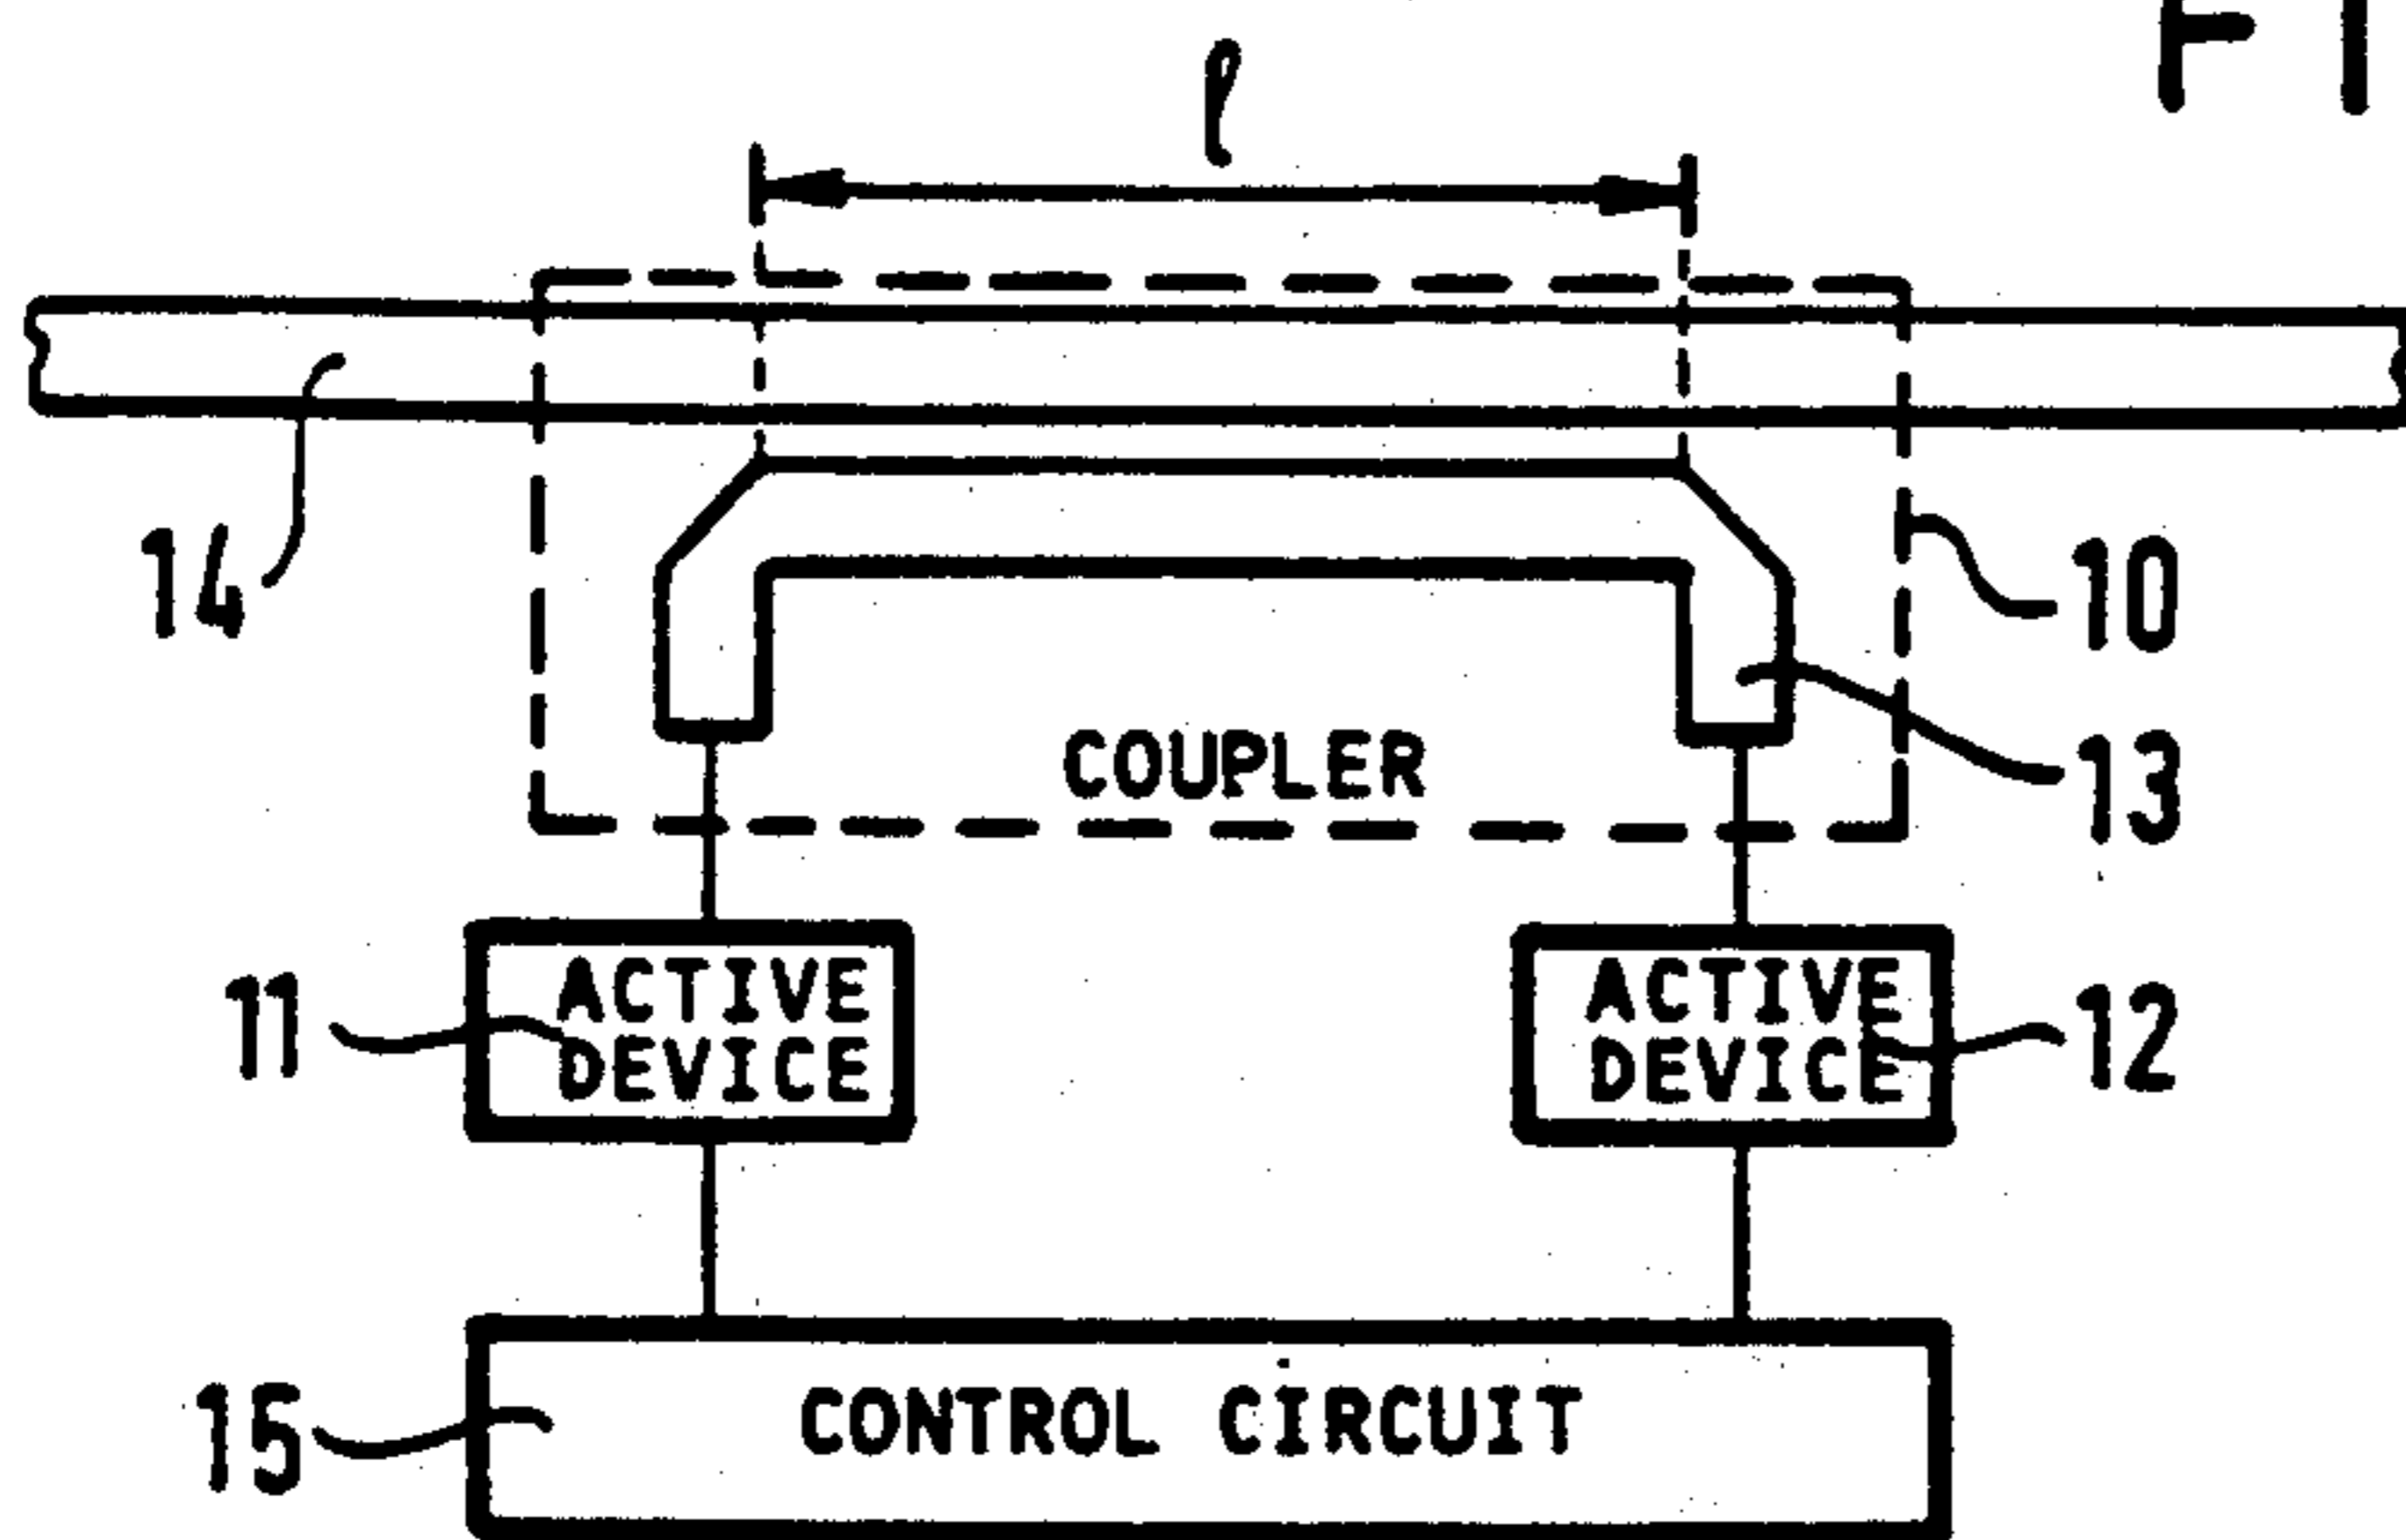 ℓ
14
10
COUPLER
13
11
ACTIVE
DEVICE
ACTIVE
DEVICE
12
15
CONTROL CIRCUIT